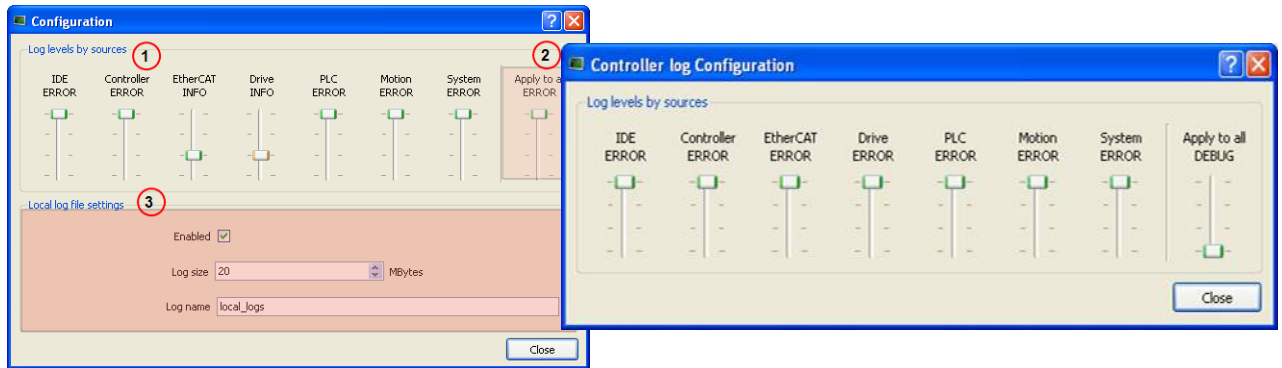 Configuration
Log levels by sources
1
2
IDE Controller EtherCAT Drive PLC Motion System Apply to a
ERROR ERROR INFO INFO ERROR ERROR ERROR ERROR
Local log file settings
3
Enabled
Log size 20 MBytes
Log name local_logs
Close
Controller log Configuration
Log levels by sources
IDE Controller EtherCAT Drive PLC Motion System Apply to all
ERROR ERROR ERROR ERROR ERROR ERROR ERROR DEBUG
Close